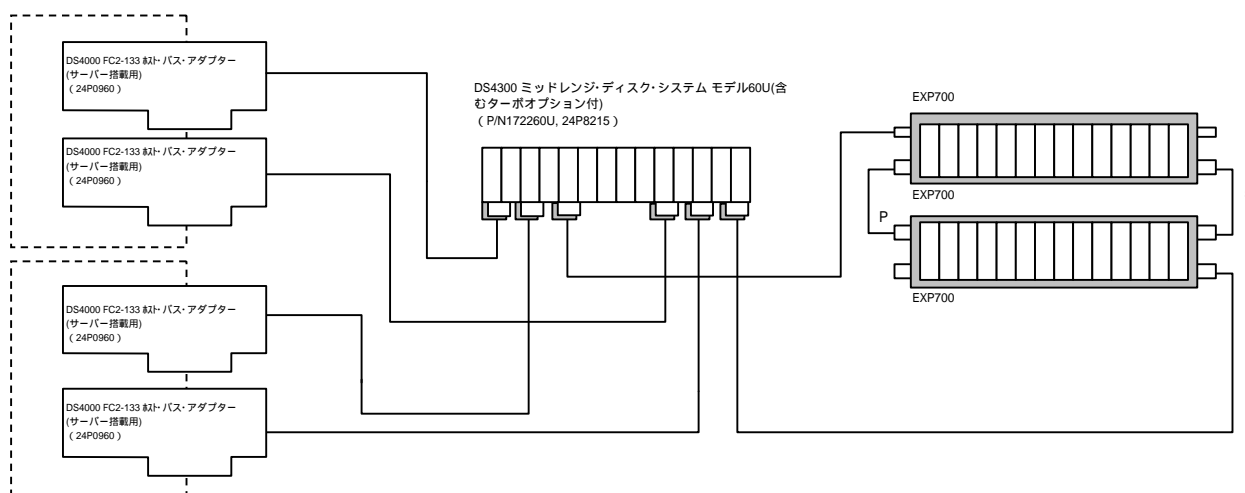 DS4000 FC2-133 ﾎｽﾄ･バス･アダプター
(サーバー搭載用)
(24P0960)
DS4000 FC2-133 ﾎｽﾄ･バス･アダプター
(サーバー搭載用)
(24P0960)
DS4000 FC2-133 ﾎｽﾄ･バス･アダプター
(サーバー搭載用)
(24P0960)
DS4000 FC2-133 ﾎｽﾄ･バス･アダプター
(サーバー搭載用)
(24P0960)
DS4300 ミッドレンジ･ディスク･システム モデル60U(含
むターボオプション付)
(P/N172260U, 24P8215)
EXP700
EXP700
P
EXP700